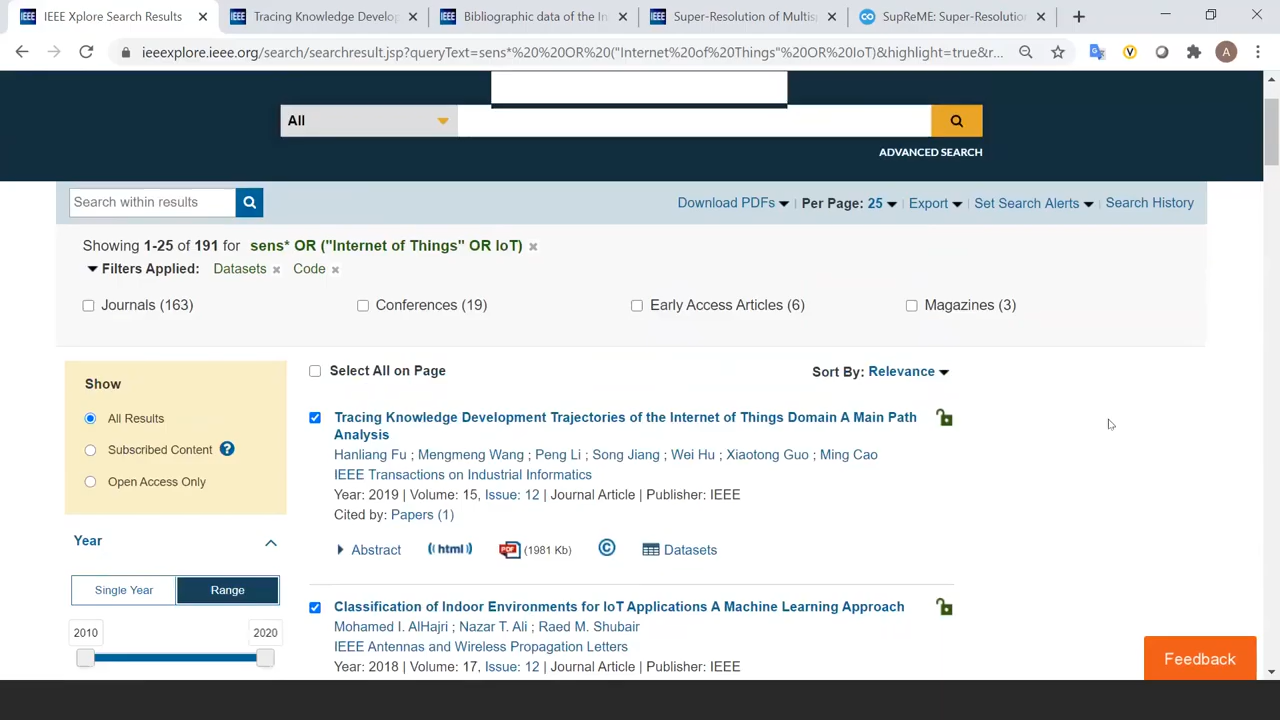 IEEE Xplore Search Results
Tracing Knowledge Develop
Bibliographic data of the In
Super-Resolution of Multisp
SupReME: Super-Resolution
ieeexplore.ieee.org/search/searchresult.jsp?queryText=sens*%20%20OR%20("Internet%20of%20Things"%20OR%20IoT)&highlight=true&r...
A
All
ADVANCED SEARCH
Search within results
Download PDFs
Per Page: 25
Export
Set Search Alerts
Search History
Showing 1-25 of 191 for sens* OR ("Internet of Things" OR IoT)
Filters Applied: Datasets Code
Journals (163)
Conferences (19)
Early Access Articles (6)
Magazines (3)
Show
All Results
Subscribed Content
Open Access Only
Year
Single Year
Range
2010
2020
Select All on Page
Sort By: Relevance
Tracing Knowledge Development Trajectories of the Internet of Things Domain A Main Path
Analysis
Hanliang Fu ; Mengmeng Wang ; Peng Li ; Song Jiang ; Wei Hu ; Xiaotong Guo ; Ming Cao
IEEE Transactions on Industrial Informatics
Year: 2019 | Volume: 15, Issue: 12 | Journal Article | Publisher: IEEE
Cited by: Papers (1)
Abstract
((html))
PDF (1981 Kb)
©
Datasets
Classification of Indoor Environments for IoT Applications A Machine Learning Approach
Mohamed I. AlHajri ; Nazar T. Ali ; Raed M. Shubair
IEEE Antennas and Wireless Propagation Letters
Year: 2018 | Volume: 17, Issue: 12 | Journal Article | Publisher: IEEE
Feedback